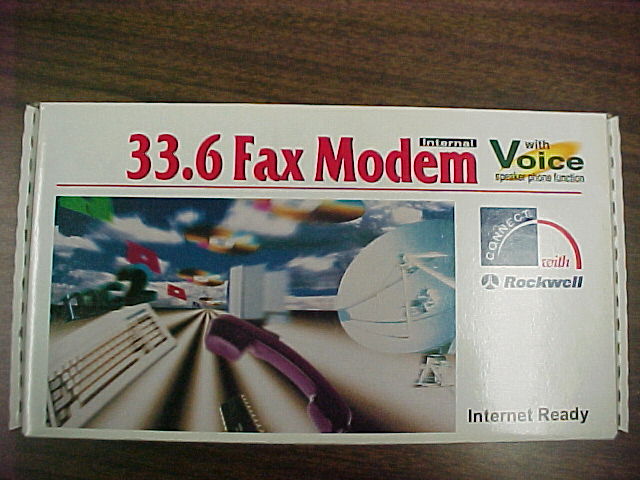 Internal
33.6 Fax Modem
with
Voice
speaker phone function
CONNECT
with
Rockwell
Internet Ready